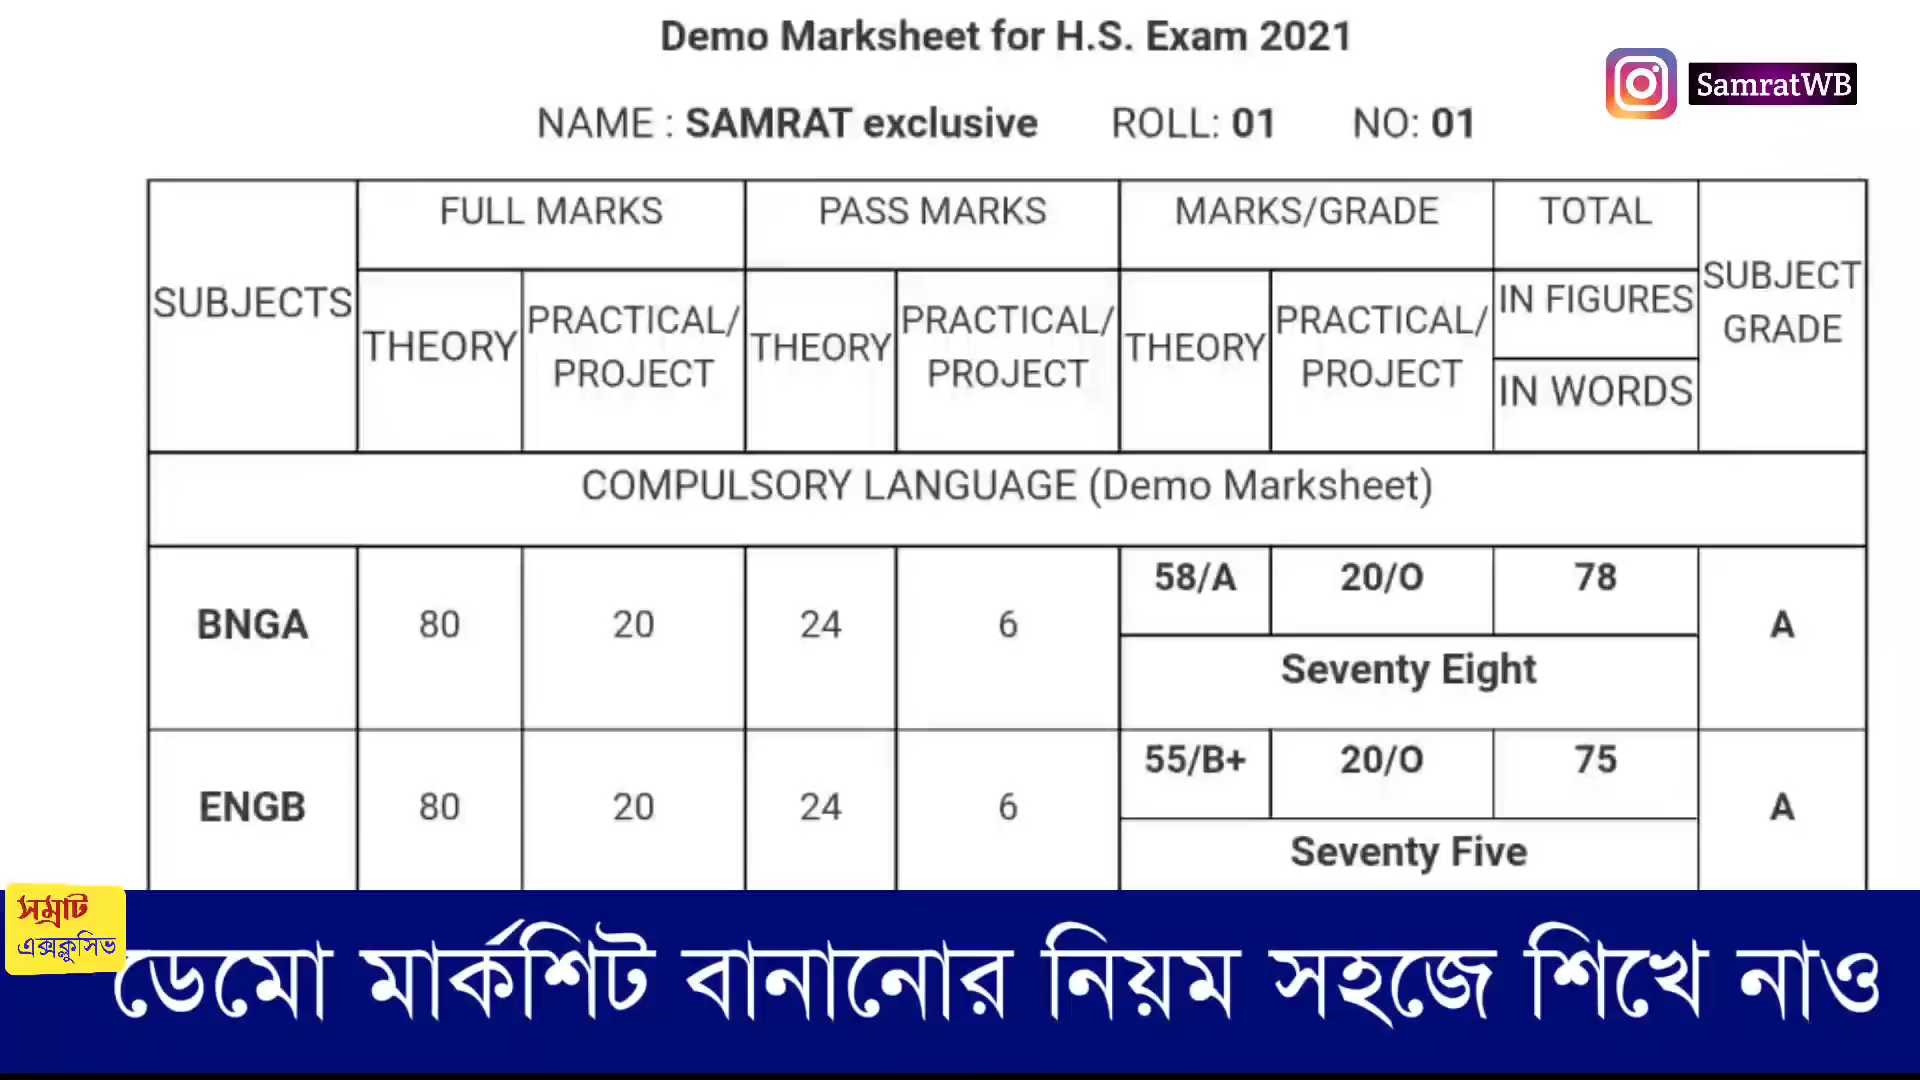 Demo Marksheet for H.S. Exam 2021
SamratWB
NAME : SAMRAT exclusive ROLL: 01 NO: 01
SUBJECTS FULL MARKS PASS MARKS MARKS/GRADE TOTAL SUBJECT GRADE
THEORY PRACTICAL/ PROJECT THEORY PRACTICAL/ PROJECT THEORY PRACTICAL/ PROJECT IN FIGURES
IN WORDS
COMPULSORY LANGUAGE (Demo Marksheet)
BNGA 80 20 24 6 58/A 20/O 78 A
Seventy Eight
ENGB 80 20 24 6 55/B+ 20/O 75 A
Seventy Five
সম্রাট
এক্সক্লুসিভ
ডেমো মার্কশিট বানানোর নিয়ম সহজে শিখে নাও